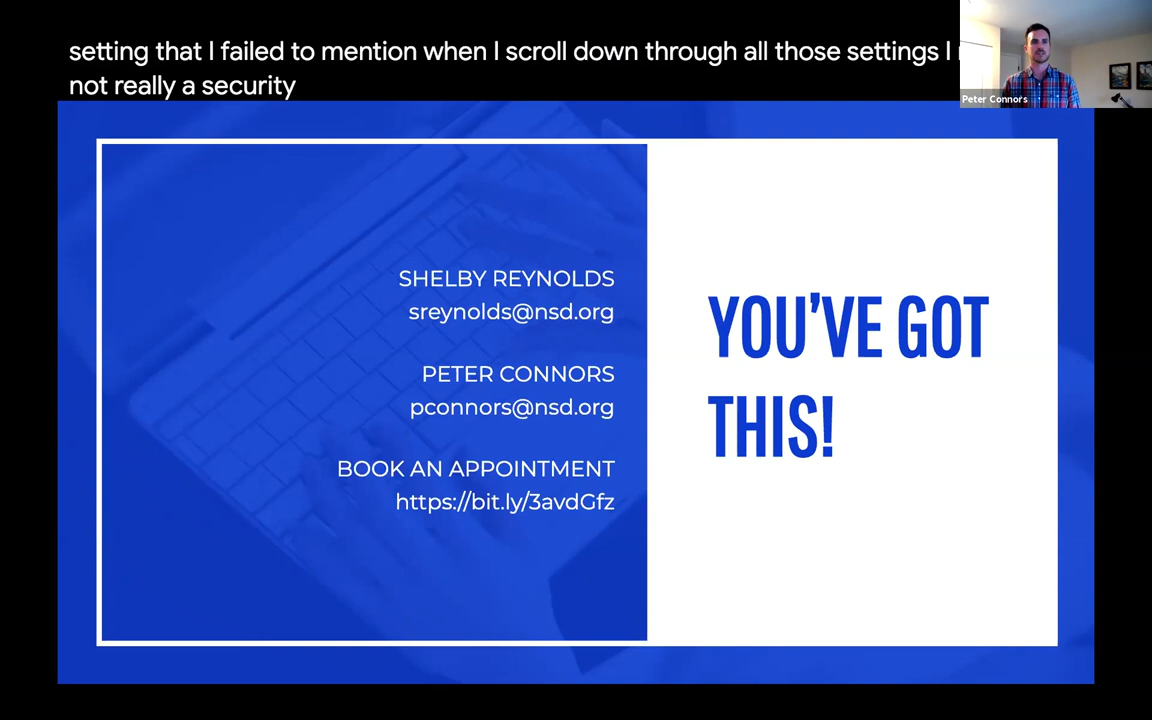 setting that I failed to mention when I scroll down through all those settings I
not really a security
Peter Connors
SHELBY REYNOLDS
sreynolds@nsd.org
PETER CONNORS
pconnors@nsd.org
BOOK AN APPOINTMENT
https://bit.ly/3avdGfz
YOU'VE GOT
THIS!